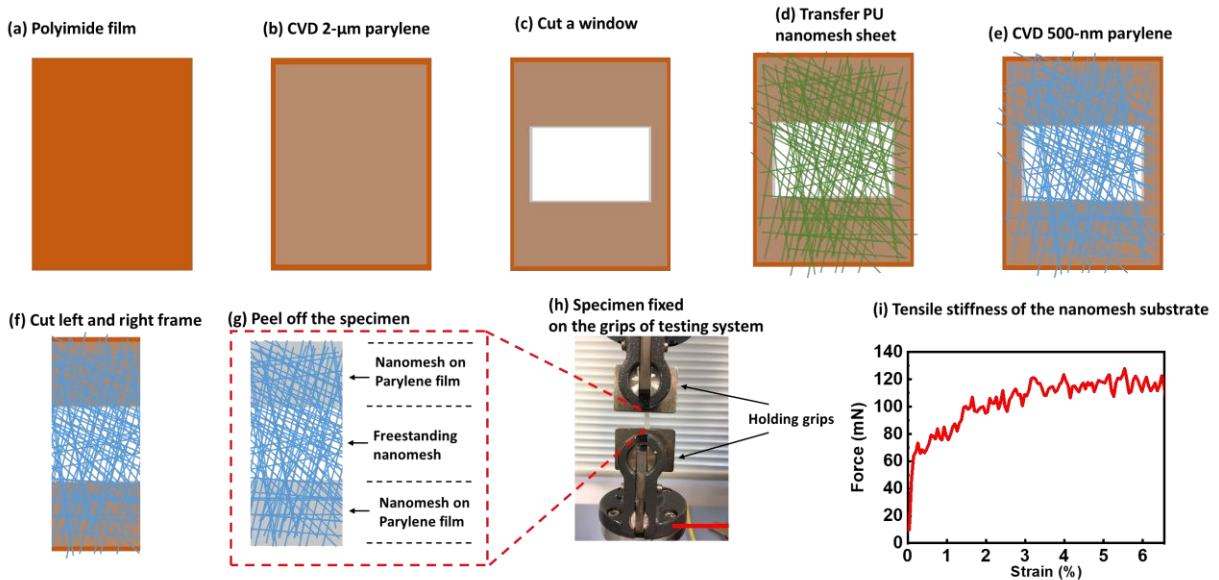 (a) Polyimide film
(b) CVD 2-μm parylene
(c) Cut a window
(d) Transfer PU
nanomesh sheet
(e) CVD 500-nm parylene
(f) Cut left and right frame
(g) Peel off the specimen
Nanomesh on
Parylene film
Freestanding
nanomesh
Nanomesh on
Parylene film
(h) Specimen fixed
on the grips of testing system
Holding grips
(i) Tensile stiffness of the nanomesh substrate
Force (mN)
140
120
100
80
60
40
20
0
0 1 2 3 4 5 6
Strain (%)